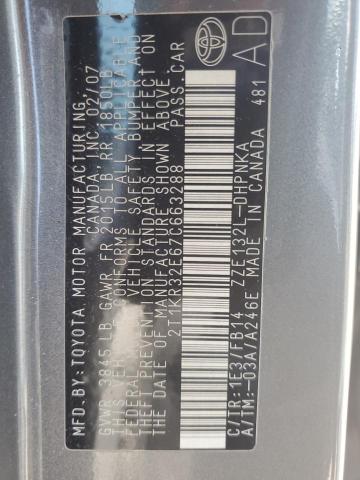 MFD.BY:TOYOTA MOTOR MANUFACTURING,
CANADA, INC. 02/07
GVWR 3845LB GAWR FR 2015LB RR 1850LB
THIS VEHICLE CONFORMS TO ALL APPLICABLE
FEDERAL MOTOR VEHICLE SAFETY BUMPER AND
THEFT PREVENTION STANDARDS IN EFFECT ON
THE DATE OF MANUFACTURE SHOWN ABOVE.
2T1KR32E67C663288 PASS.CAR
C/TR:1E3/FB14 ZZE132L-DHPNKA
A/TM:-03A/A246E MADE IN CANADA 481
TOYOTA
AD